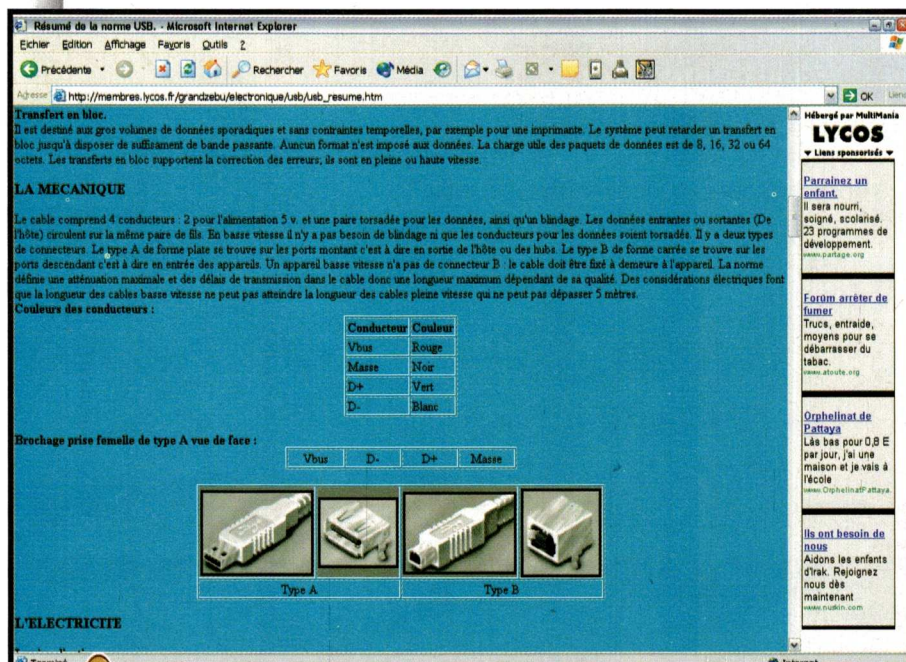 Résumé de la norme USB. - Microsoft Internet Explorer
Eichier Edition Affichage Favoris Outils ?
Précédente Rechercher Favoris Média
Adresse http://membres.lycos.fr/grandzebu/electronique/usb/usb_resume.htm OK Liens
Transfert en bloc.
Il est destiné aux gros volumes de données sporadiques et sans contraintes temporelles, par exemple pour une imprimante. Le système peut retarder un transfert en
bloc jusqu'à disposer de suffisament de bande passante. Auncun format n'est imposé aux données. La charge utile des paquets de données est de 8, 16, 32 ou 64
octets. Les transferts en bloc supportent la correction des erreurs; ils sont en pleine ou haute vitesse.
LA MECANIQUE
Le cable comprend 4 conducteurs : 2 pour l'alimentation 5 v. et une paire torsadée pour les données, ainsi qu'un blindage. Les données entrantes ou sortantes (De
l'hôte) circulent sur la même paire de fils. En basse vitesse il n'y a pas besoin de blindage ni que les conducteurs pour les données soient torsadés. Il y a deux types
de connecteurs. Le type A de forme plate se trouve sur les ports montant c'est à dire en sortie de l'hôte ou des hubs. Le type B de forme carrée se trouve sur les
ports descendant c'est à dire en entrée des appareils. Un appareil basse vitesse n'a pas de connecteur B : le cable doit être fixé à demeure à l'appareil. La norme
définie une atténuation maximale et des délais de transmission dans le cable donc une longueur maximum dépendant de sa qualité. Des considérations électriques font
que la longueur des cables basse vitesse ne peut pas atteindre la longueur des cables pleine vitesse qui ne peut pas dépasser 5 mètres.
Couleurs des conducteurs :
Conducteur Couleur
Vbus Rouge
Masse Noir
D+ Vert
D- Blanc
Brochage prise femelle de type A vue de face :
Vbus D- D+ Masse
Type A Type B
L'ELECTRICITE
Hébergé par MultiMania
LYCOS
Liens sponsorisés
Parrainez un
enfant.
Il sera nourri,
soigné, scolarisé.
23 programmes de
développement.
www.partage.org
Forum arrêter de
fumer
Trucs, entraide,
moyens pour se
débarrasser du
tabac.
www.atoute.org
Orphelinat de
Pattaya
Làs bas pour 0,8 E
par jour, j'ai une
maison et je vais à
l'école
www.OrphelinatPattaya.
Ils ont besoin de
nous
Aidons les enfants
d'Irak. Rejoignez
nous dès
maintenant
www.nuskin.com